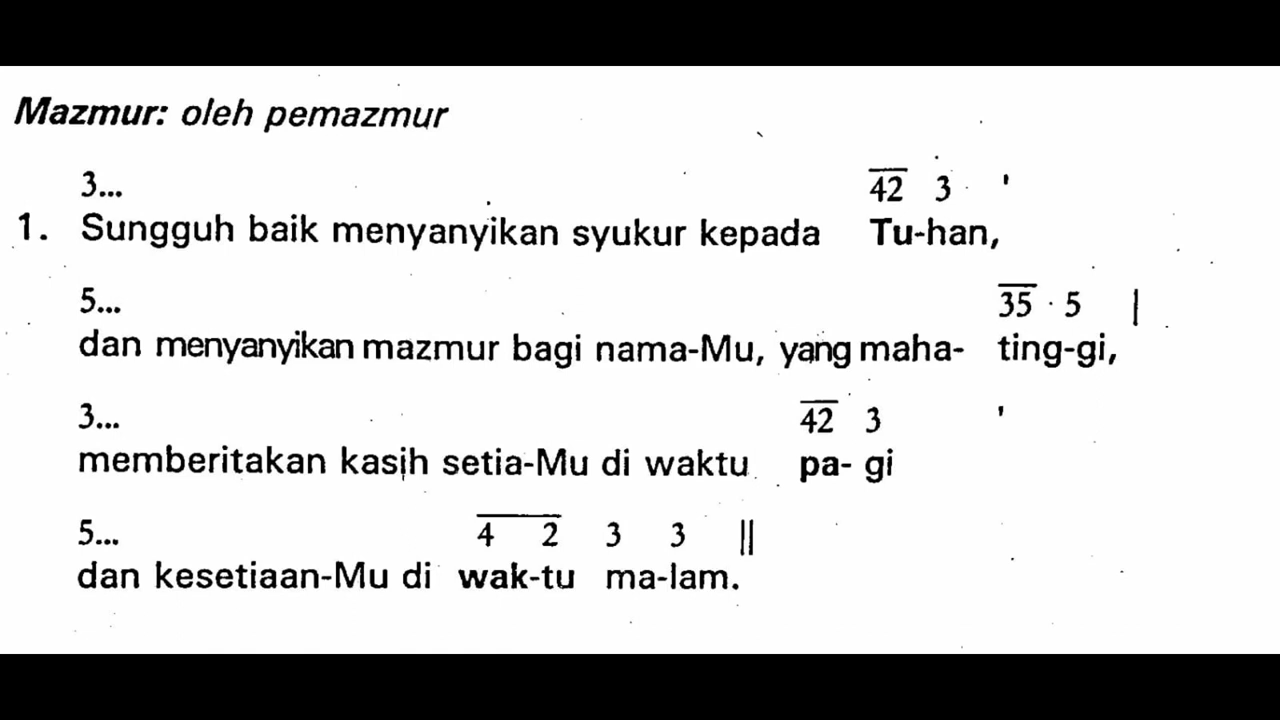 Mazmur: oleh pemazmur
3... 42 3 '
1. Sungguh baik menyanyikan syukur kepada Tu-han,
5... 35 · 5 |
dan menyanyikan mazmur bagi nama-Mu, yang maha- ting-gi,
3... 42 3 '
memberitakan kasih setia-Mu di waktu pa- gi
5... 4 2 3 3 ||
dan kesetiaan-Mu di wak-tu ma-lam.